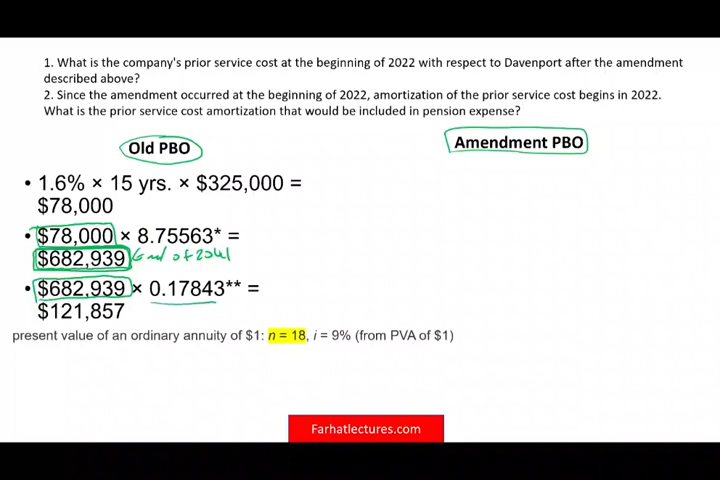 1. What is the company's prior service cost at the beginning of 2022 with respect to Davenport after the amendment
described above?
2. Since the amendment occurred at the beginning of 2022, amortization of the prior service cost begins in 2022.
What is the prior service cost amortization that would be included in pension expense?
Old PBO
Amendment PBO
• 1.6% × 15 yrs. × $325,000 =
$78,000
• $78,000 × 8.75563* =
$682,939 End of 2041
• $682,939 × 0.17843** =
$121,857
present value of an ordinary annuity of $1: n = 18, i = 9% (from PVA of $1)
Farhatlectures.com